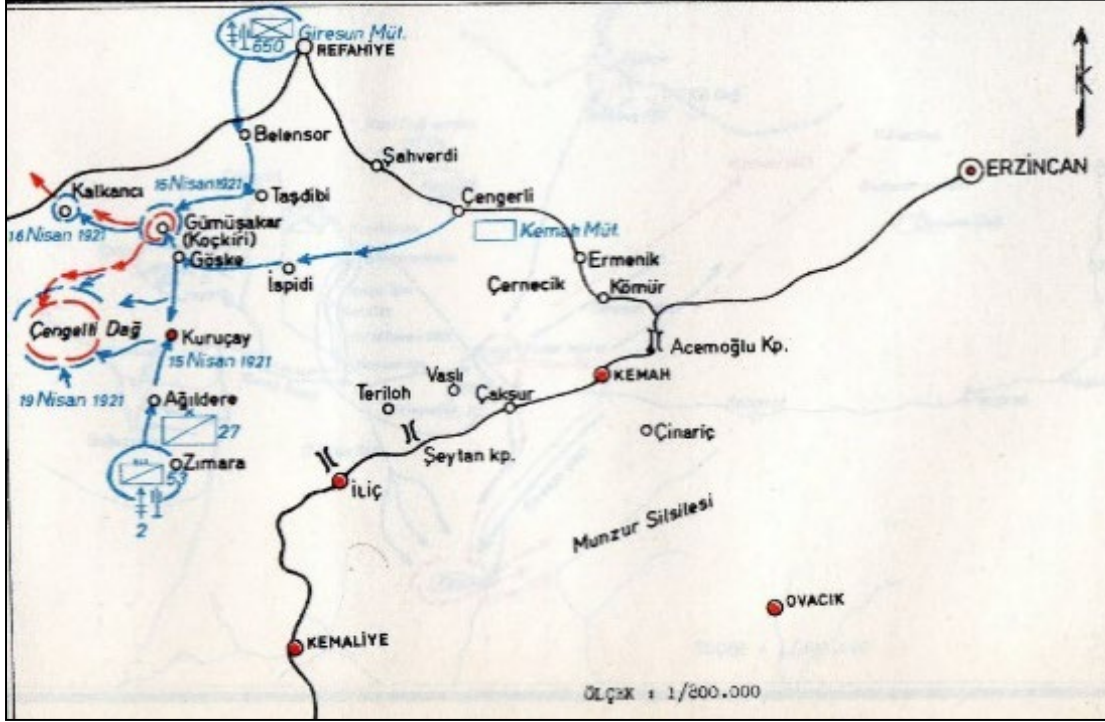 Giresun Müt.
650
REFAHİYE
K
Belensor
Şahverdi
ERZİNCAN
Kalkancı
15 Nisan 1921
Taşdibi
Çengerli
16 Nisan 1921
Gümüşakar
(Koçkiri)
Kemah Müt.
Göske
İspidi
Ermenik
Çernecik
Kömür
Çengelli Dağ
Kuruçay
15 Nisan 1921
Acemoğlu Kp.
KEMAH
19 Nisan 1921
Ağıldere
Vaslı
Teriloh
Çakşur
27
Çinariç
Zımara
Şeytan kp.
53
İLİÇ
2
Munzur Silsilesi
OVACIK
KEMALİYE
ÖLÇEK : 1/800.000